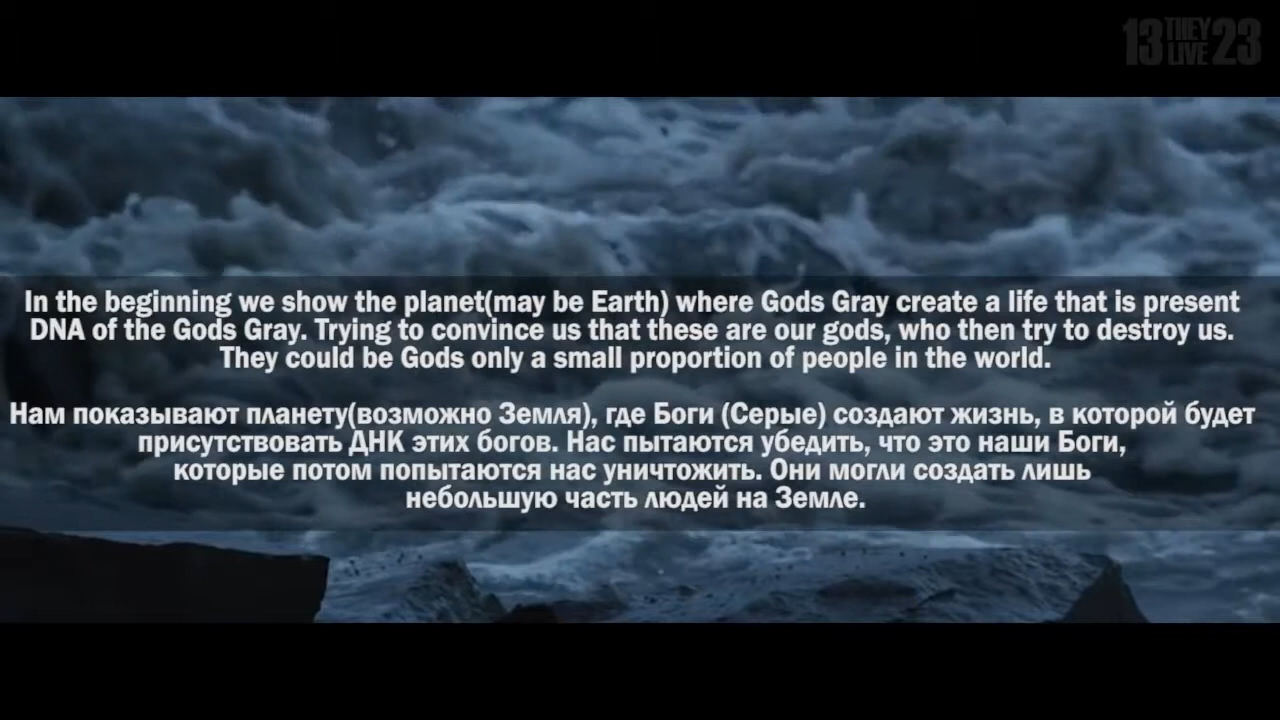 13 THEY LIVE 23
In the beginning we show the planet(may be Earth) where Gods Gray create a life that is present
DNA of the Gods Gray. Trying to convince us that these are our gods, who then try to destroy us.
They could be Gods only a small proportion of people in the world.
Нам показывают планету(возможно Земля), где Боги (Серые) создают жизнь, в которой будет
присутствовать ДНК этих богов. Нас пытаются убедить, что это наши Боги,
которые потом попытаются нас уничтожить. Они могли создать лишь
небольшую часть людей на Земле.